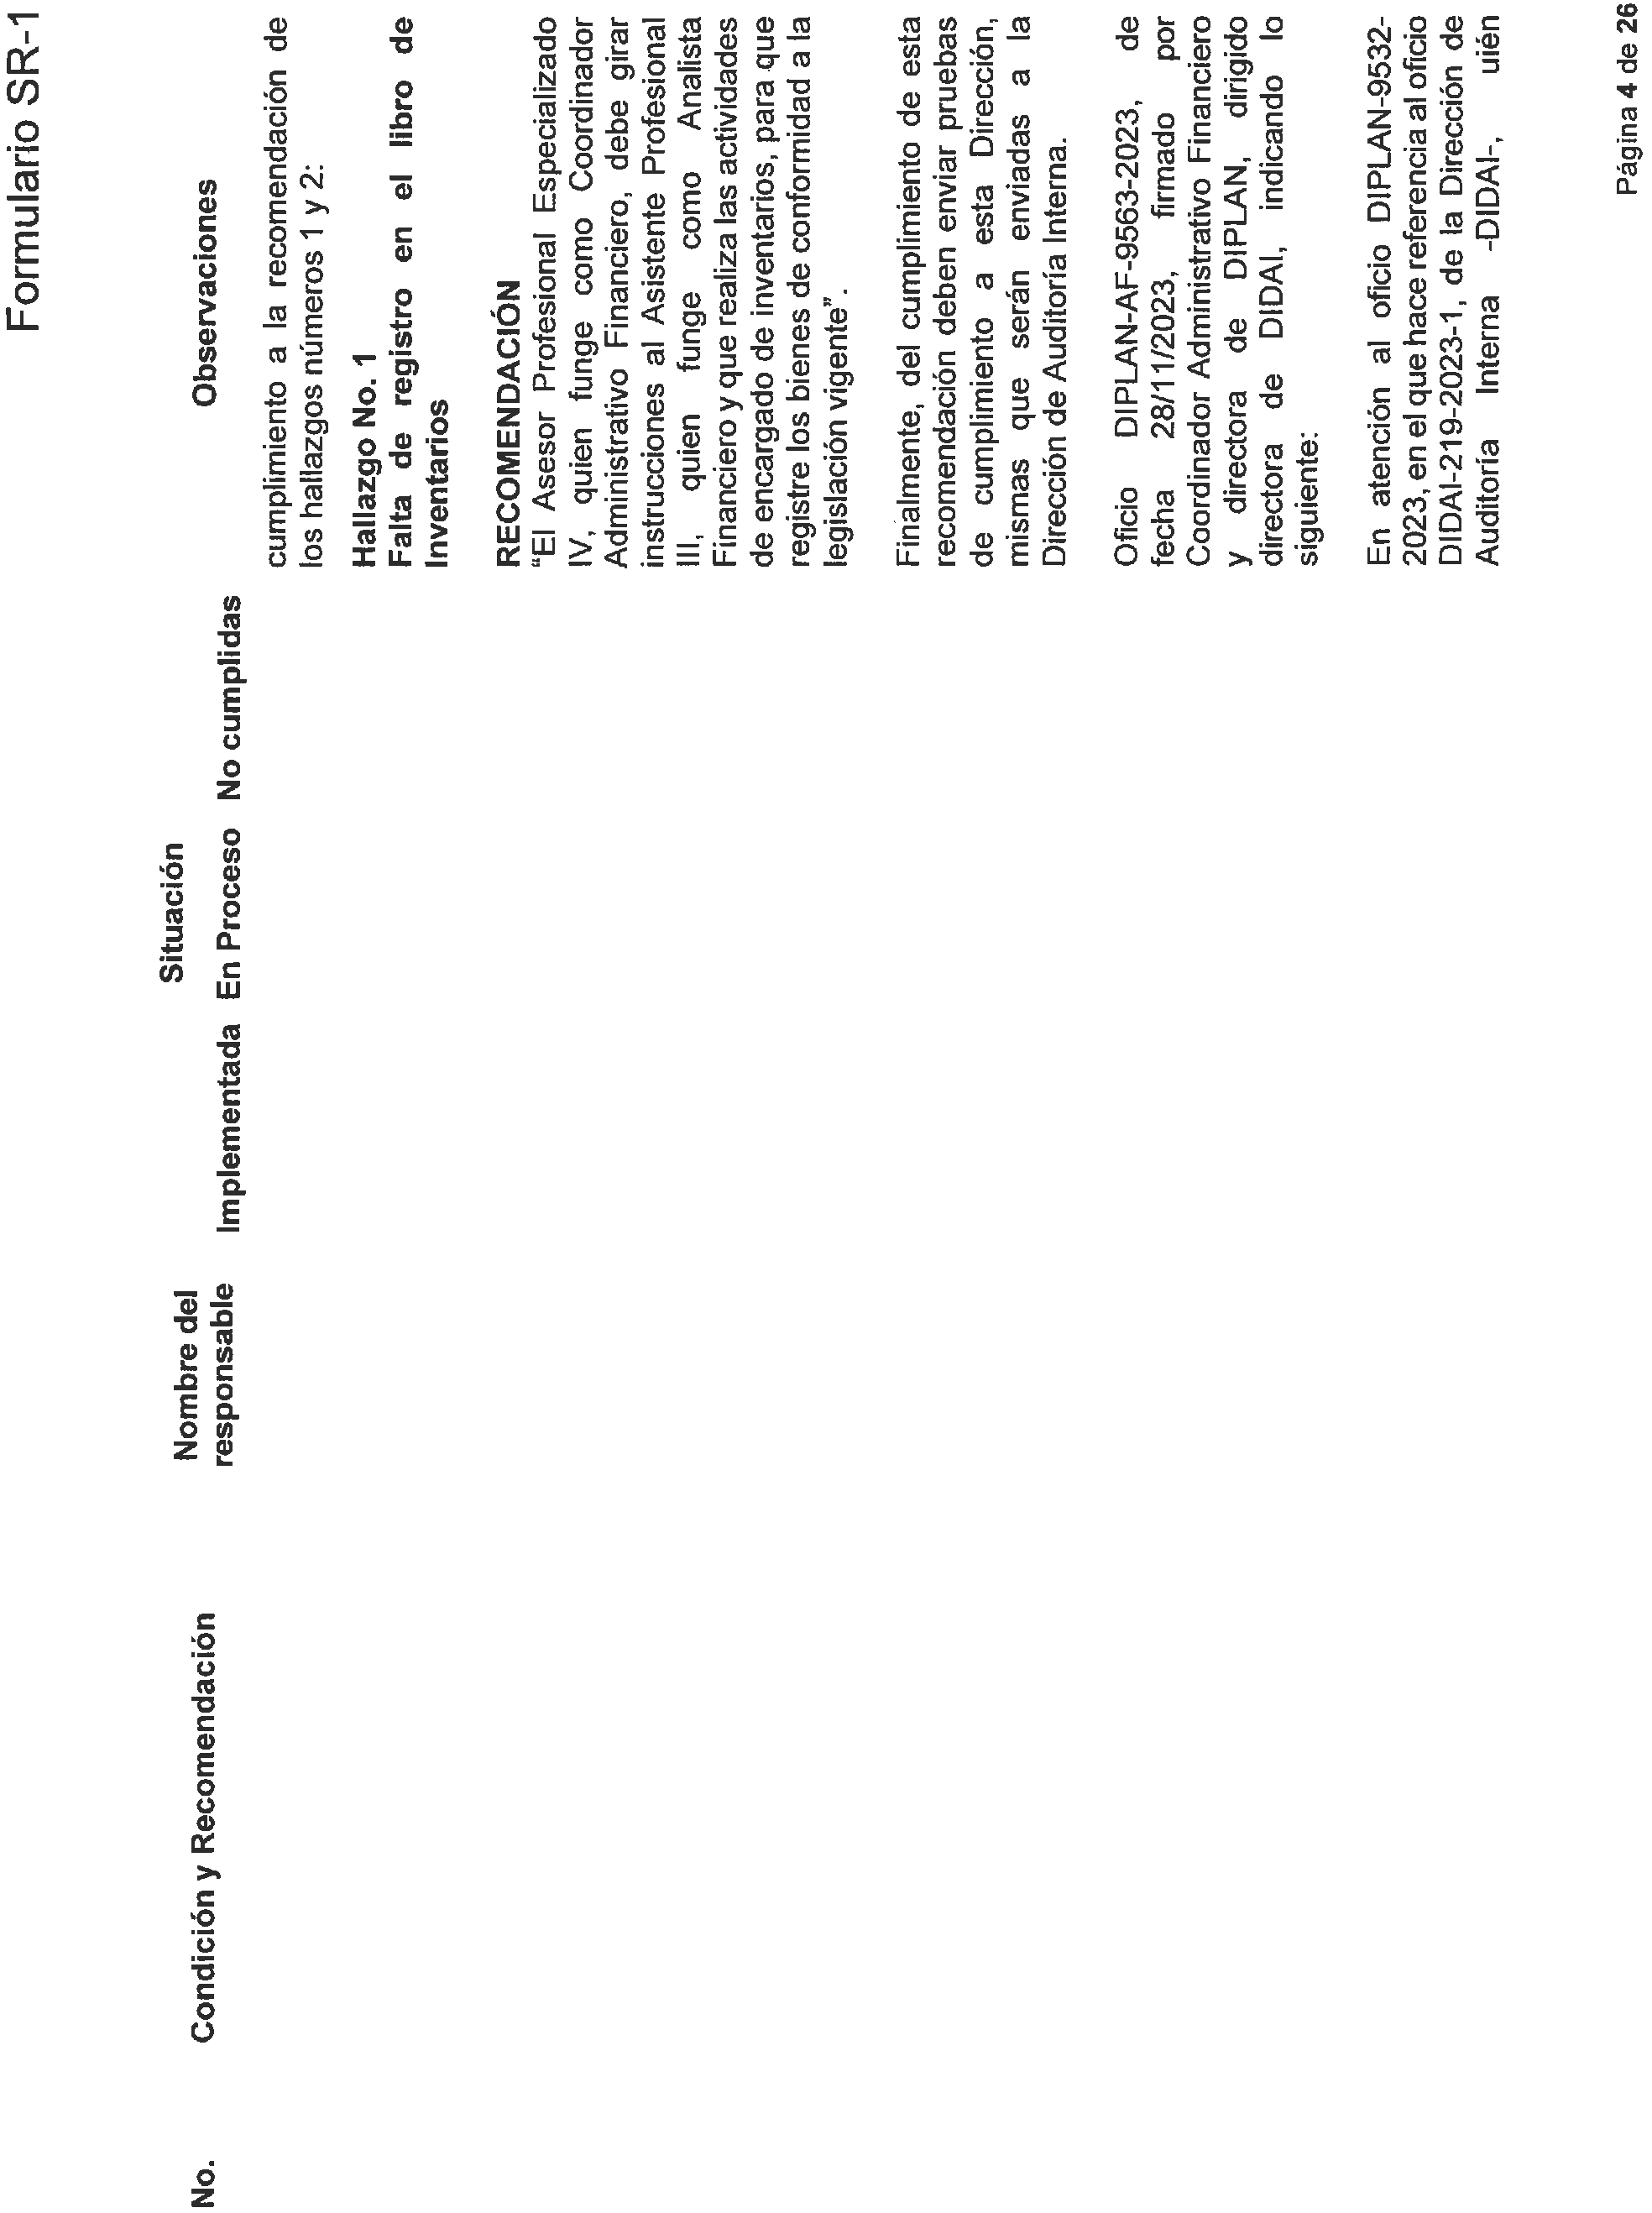 Formulario SR-1
No.
Condición y Recomendación
Nombre del
responsable
Situación
Implementada En Proceso No cumplidas
Observaciones
cumplimiento a la recomendación de
los hallazgos números 1 y 2:
Hallazgo No. 1
Falta de registro en el libro de
Inventarios
RECOMENDACIÓN
“El Asesor Profesional Especializado
IV, quien funge como Coordinador
Administrativo Financiero, debe girar
instrucciones al Asistente Profesional
III, quien funge como Analista
Financiero y que realiza las actividades
de encargado de inventarios, para que
registre los bienes de conformidad a la
legislación vigente”.
Finalmente, del cumplimiento de esta
recomendación deben enviar pruebas
de cumplimiento a esta Dirección,
mismas que serán enviadas a la
Dirección de Auditoría Interna.
Oficio DIPLAN-AF-9563-2023, de
fecha 28/11/2023, firmado por
Coordinador Administrativo Financiero
y directora de DIPLAN, dirigido
directora de DIDAI, indicando lo
siguiente:
En atención al oficio DIPLAN-9532-
2023, en el que hace referencia al oficio
DIDAI-219-2023-1, de la Dirección de
Auditoría Interna -DIDAI-, uién
Página 4 de 26